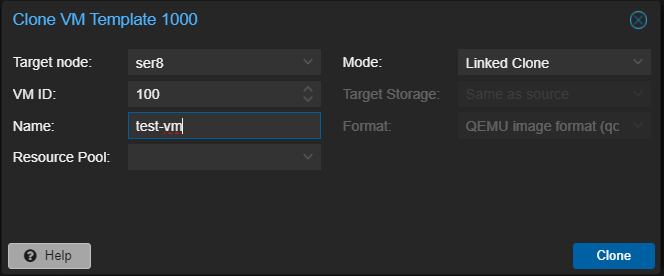 Clone VM Template 1000
Target node: ser8 Mode: Linked Clone
VM ID: 100 Target Storage: Same as source
Name: test-vm Format: QEMU image format (qc
Resource Pool:
Help Clone